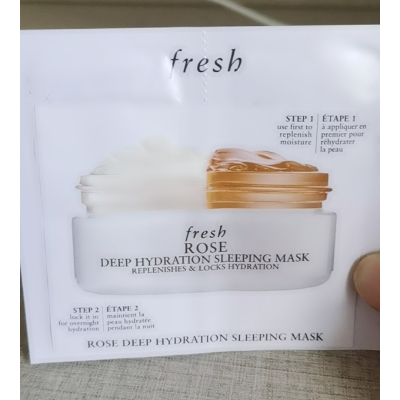 fresh
STEP 1
use first to
replenish
moisture
ÉTAPE 1
à appliquer en
premier pour
réhydrater
la peau
fresh
ROSE
DEEP HYDRATION SLEEPING MASK
REPLENISHES & LOCKS HYDRATION
STEP 2
lock it in
for overnight
hydration
ÉTAPE 2
maintient la
peau hydratée
pendant la nuit
ROSE DEEP HYDRATION SLEEPING MASK